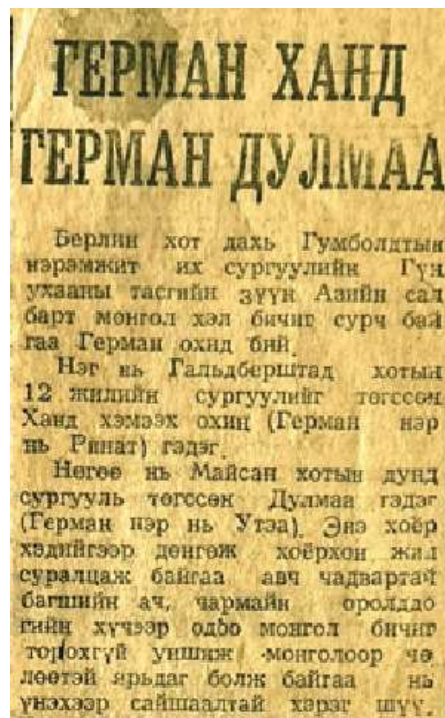 ГЕРМАН ХАНД
ГЕРМАН ДУЛМАА
Берлин хот дахь Гумболдтын
нэрэмжит их сургуулийн Гүн
ухааны тасгийн зүүн Азийн сал
барт монгол хэл бичиг сурч бай
гаа Герман охид бий.
Нэг нь Гальдберштад хотын
12 жилийн сургуулийг төгссөн
Ханд хэмээх охин (Герман нэр
нь Ринат) гэдэг.
Нөгөө нь Майсан хотын дунд
сургууль төгссөн Дулмаа гэдэг
(Герман нэр нь Утэа). Энэ хоёр
хэдийгээр дөнгөж хоёрхон жил
суралцаж байгаа авч чадвартай
багшийн ач, чармайн оролдло
гийн хүчээр одоо монгол бичиг
торохгүй уншиж монголоор чө
лөөтэй ярьдаг болж байгаа нь
үнэхээр сайшаалтай хэрэг шүү.